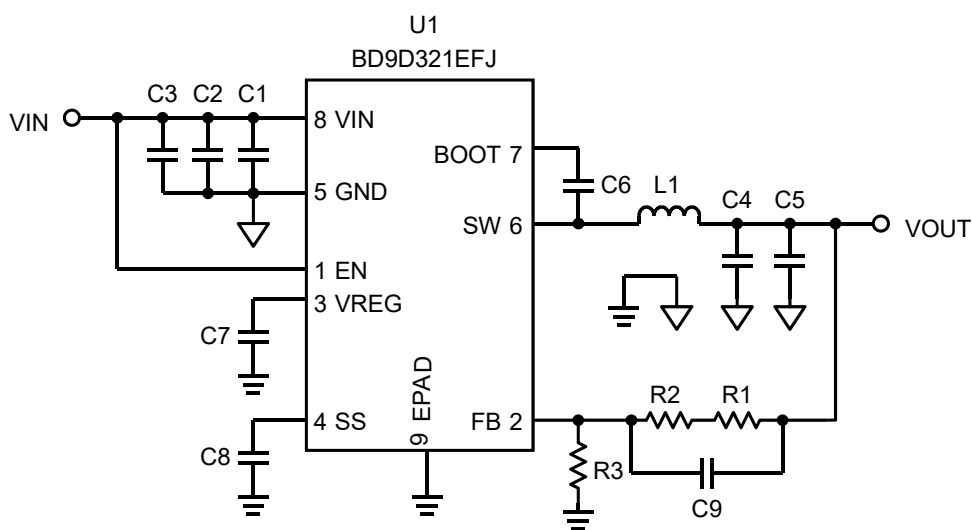 U1
BD9D321EFJ
C3 C2 C1
VIN
8 VIN
BOOT 7
C6
L1
C4
C5
5 GND
SW 6
VOUT
1 EN
3 VREG
C7
9 EPAD
R2
R1
4 SS
FB 2
C8
R3
C9